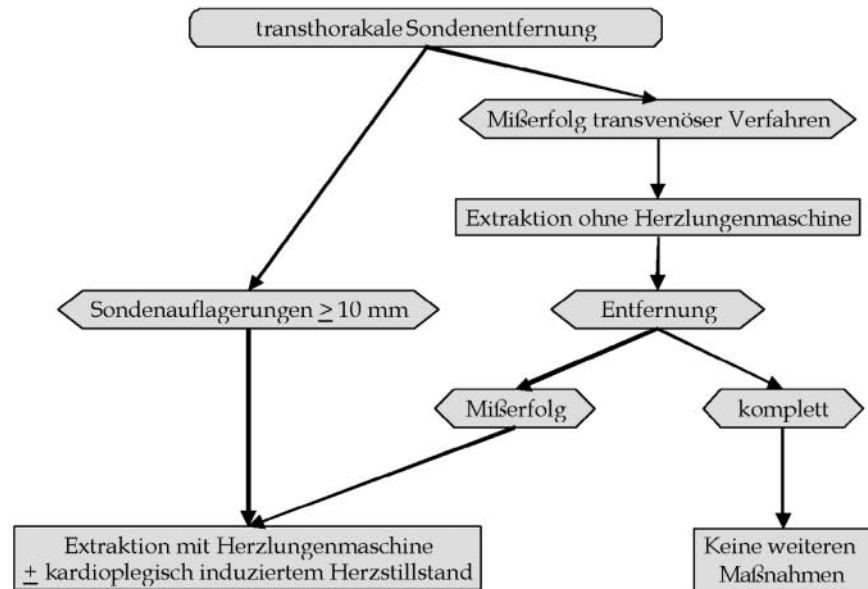 transthorakale Sondenentfernung
Mißerfolg transvenöser Verfahren
Extraktion ohne Herzlungenmaschine
Sondenauflagerungen ≥ 10 mm
Entfernung
Mißerfolg
komplett
Extraktion mit Herzlungenmaschine
± kardioplegisch induziertem Herzstillstand
Keine weiteren
Maßnahmen